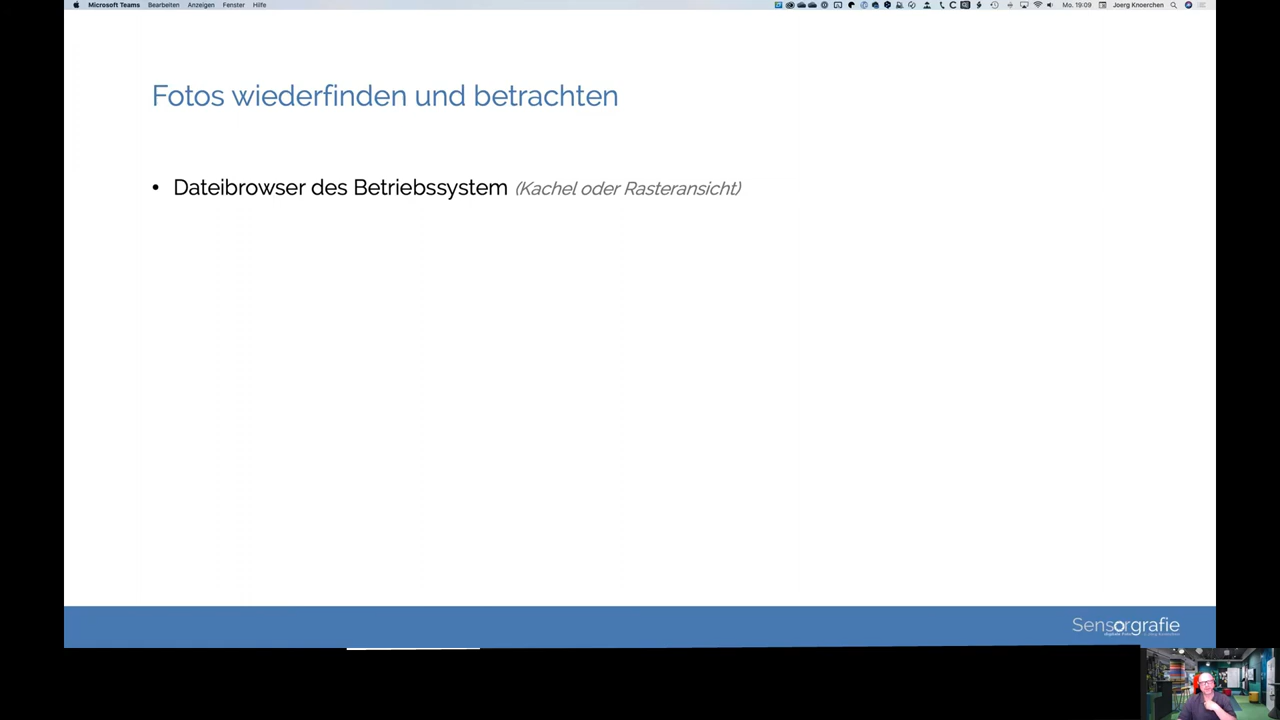 Microsoft Teams Bearbeiten Anzeigen Fenster Hilfe
Mo. 19:09 Joerg Knoerchen
Fotos wiederfinden und betrachten
• Dateibrowser des Betriebssystem (Kachel oder Rasteransicht)
Sensorgrafie